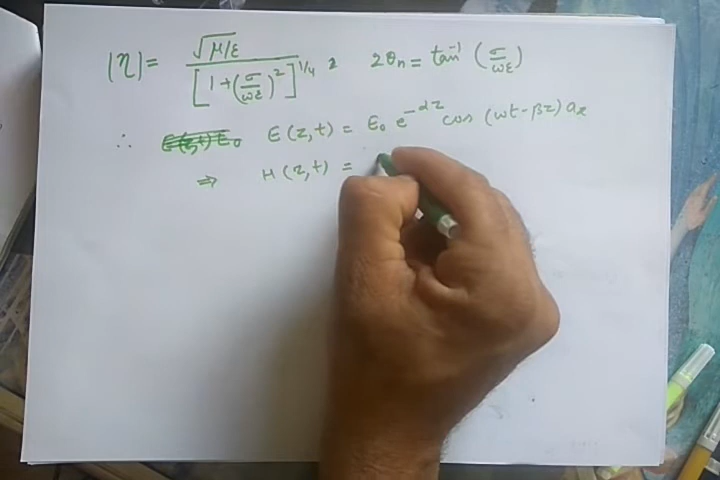 |η| = √μ/ε / [1+(σ/ωε)²]^1/4 , 2θn = tan⁻¹ (σ/ωε)
∴ E(z,t) = E₀ e^-αz cos (ωt-βz) ax
⇒ H(z,t) =